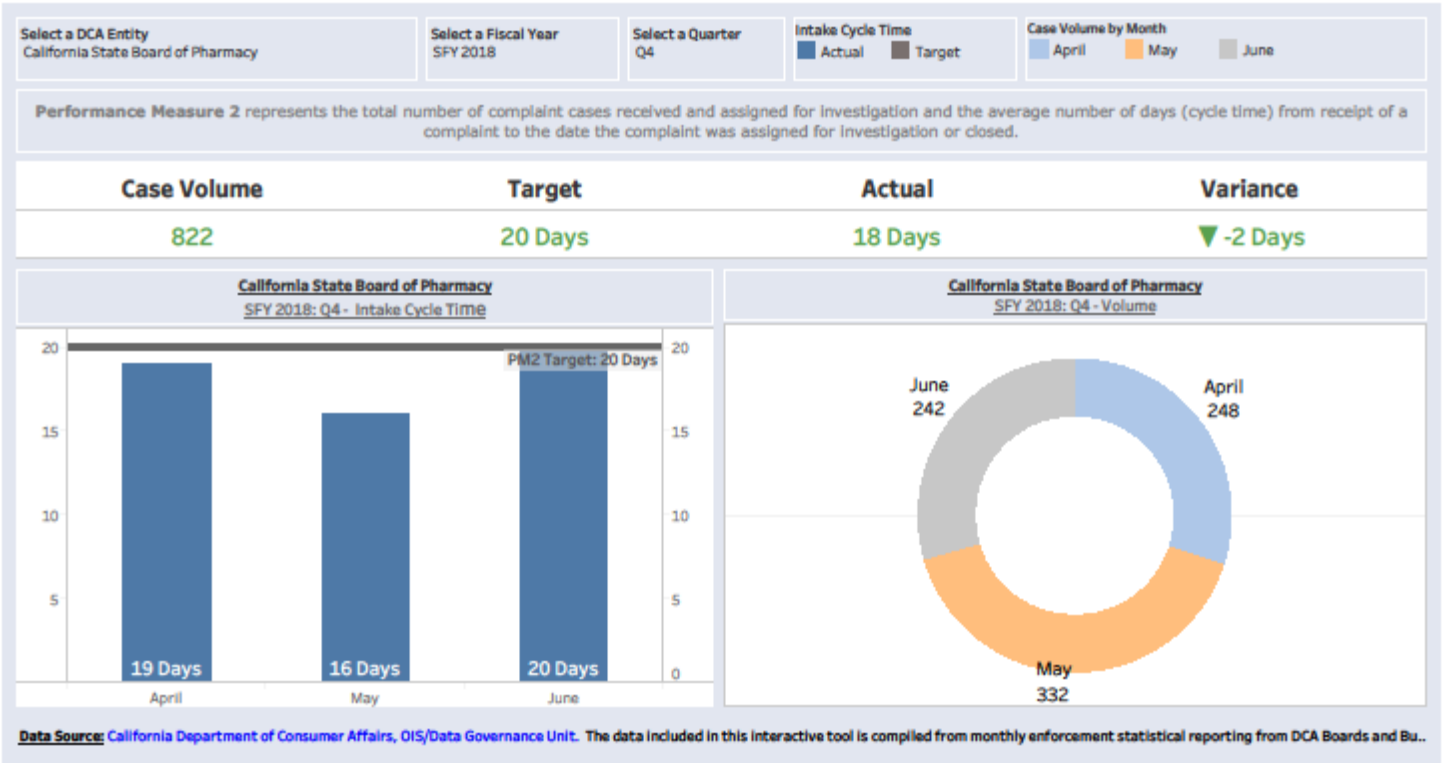 Select a DCA Entity
California State Board of Pharmacy
Select a Fiscal Year
SFY 2018
Select a Quarter
Q4
Intake Cycle Time
Actual
Target
Case Volume by Month
April
May
June
Performance Measure 2 represents the total number of complaint cases received and assigned for investigation and the average number of days (cycle time) from receipt of a
complaint to the date the complaint was assigned for investigation or closed.
Case Volume
Target
Actual
Variance
822
20 Days
18 Days
▼ -2 Days
California State Board of Pharmacy
SFY 2018: Q4 - Intake Cycle Time
20
15
10
5
PM2 Target: 20 Days
20
15
10
5
0
19 Days
16 Days
20 Days
April
May
June
California State Board of Pharmacy
SFY 2018: Q4 - Volume
June
242
April
248
May
332
Data Source: California Department of Consumer Affairs, OIS/Data Governance Unit. The data included in this interactive tool is compiled from monthly enforcement statistical reporting from DCA Boards and Bu..